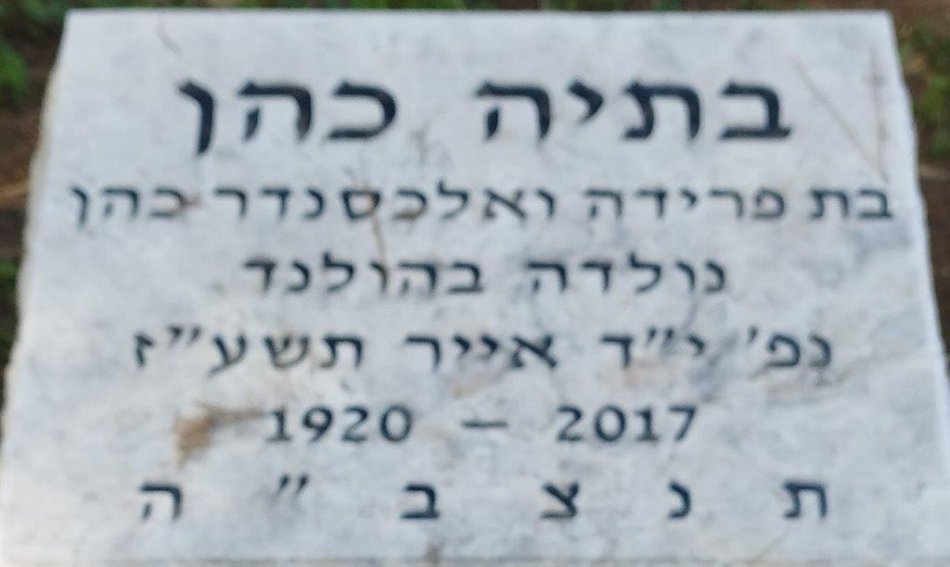 בתיה כהן
בת פרידה ואלכסנדר כהן
נולדה בהולנד
נפ' י"ד אייר תשע"ז
1920 – 2017
ת נ צ ב " ה